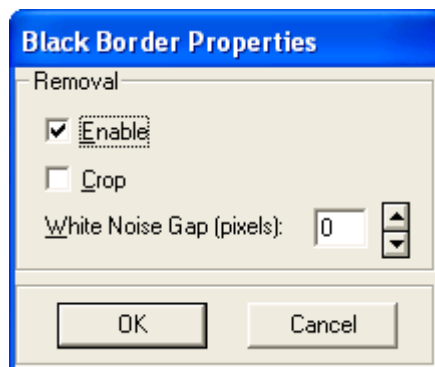 Black Border Properties
Removal
Enable
Crop
White Noise Gap (pixels): 0
OK Cancel